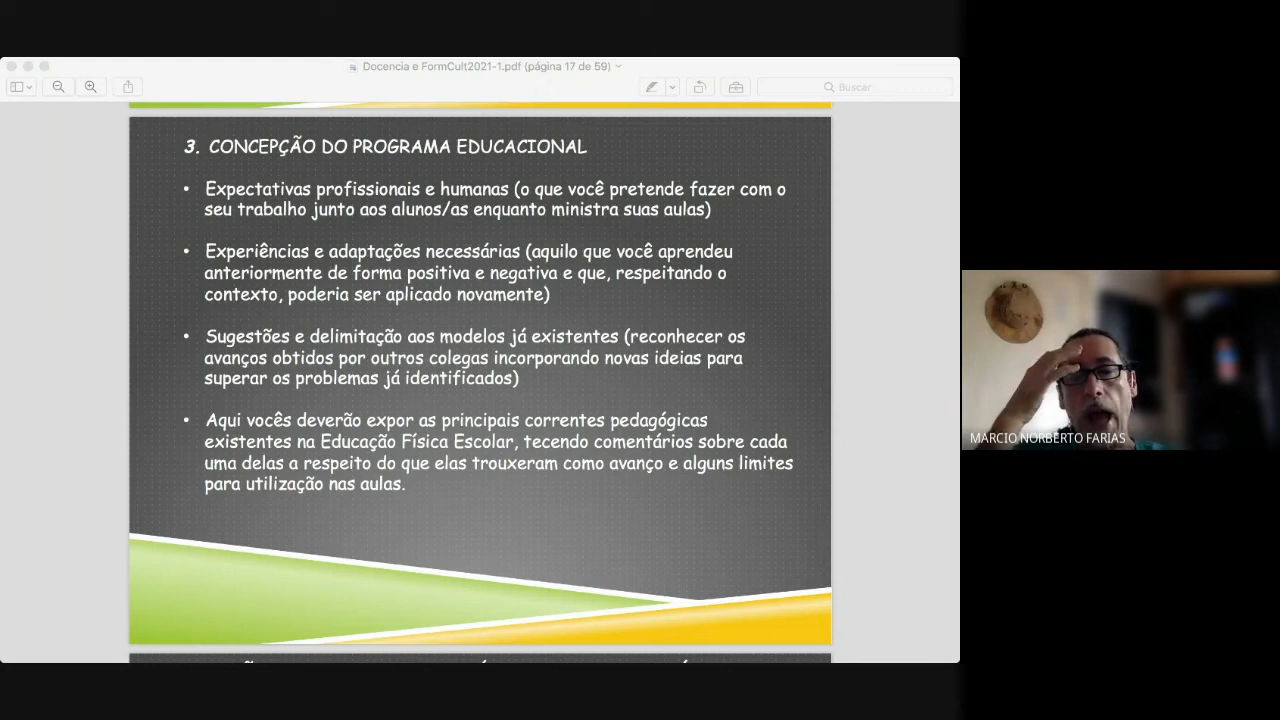 Docencia e FormCult2021-1.pdf (página 17 de 59)
Buscar
3. CONCEPÇÃO DO PROGRAMA EDUCACIONAL
• Expectativas profissionais e humanas (o que você pretende fazer com o
seu trabalho junto aos alunos/as enquanto ministra suas aulas)
• Experiências e adaptações necessárias (aquilo que você aprendeu
anteriormente de forma positiva e negativa e que, respeitando o
contexto, poderia ser aplicado novamente)
• Sugestões e delimitação aos modelos já existentes (reconhecer os
avanços obtidos por outros colegas incorporando novas ideias para
superar os problemas já identificados)
• Aqui vocês deverão expor as principais correntes pedagógicas
existentes na Educação Física Escolar, tecendo comentários sobre cada
uma delas a respeito do que elas trouxeram como avanço e alguns limites
para utilização nas aulas.
MARCIO NORBERTO FARIAS